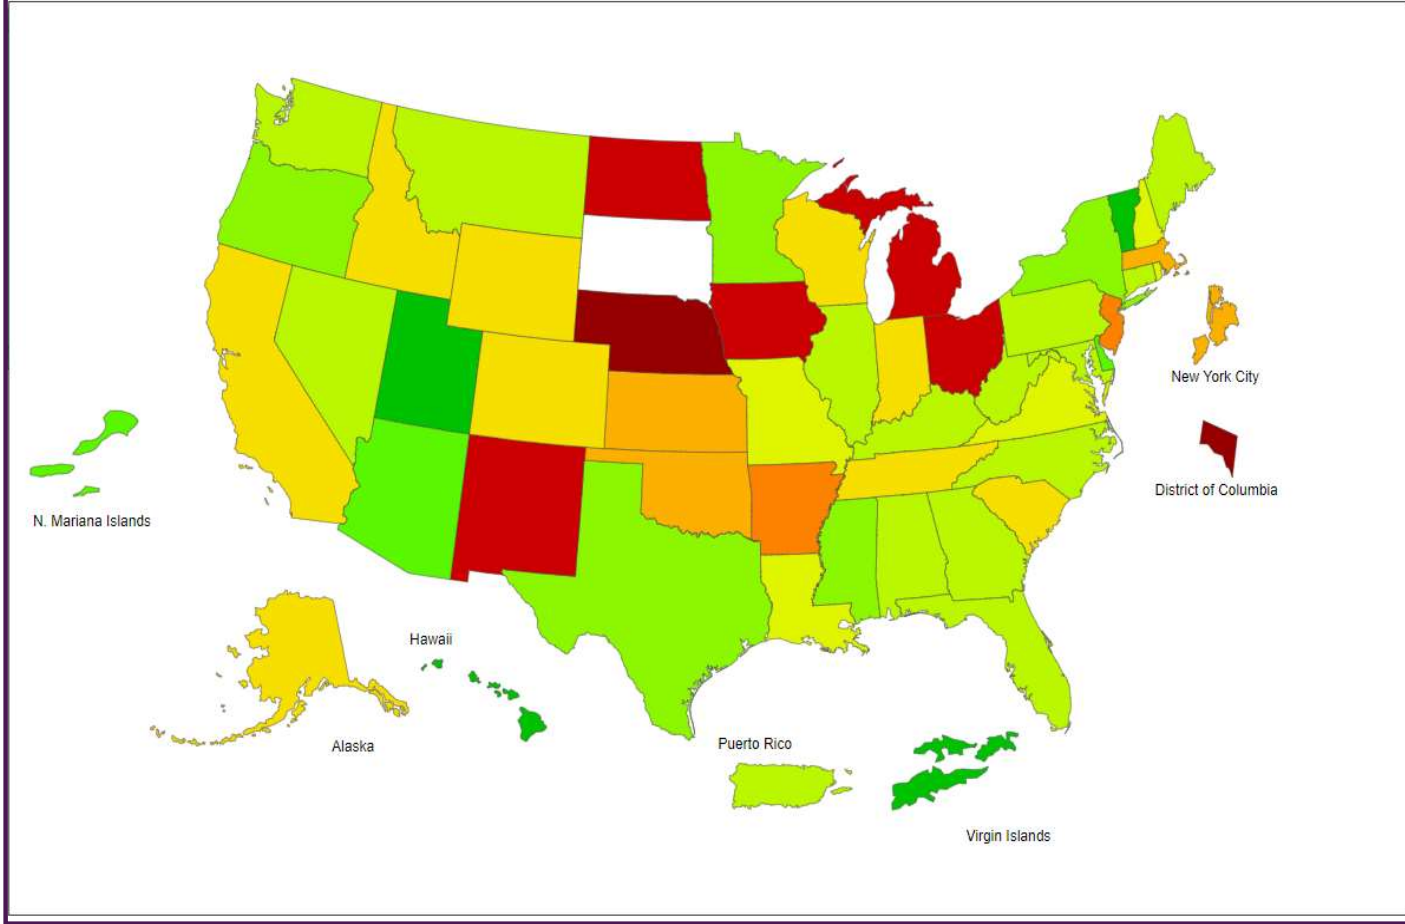 New York City
District of Columbia
N. Mariana Islands
Hawaii
Alaska
Puerto Rico
Virgin Islands